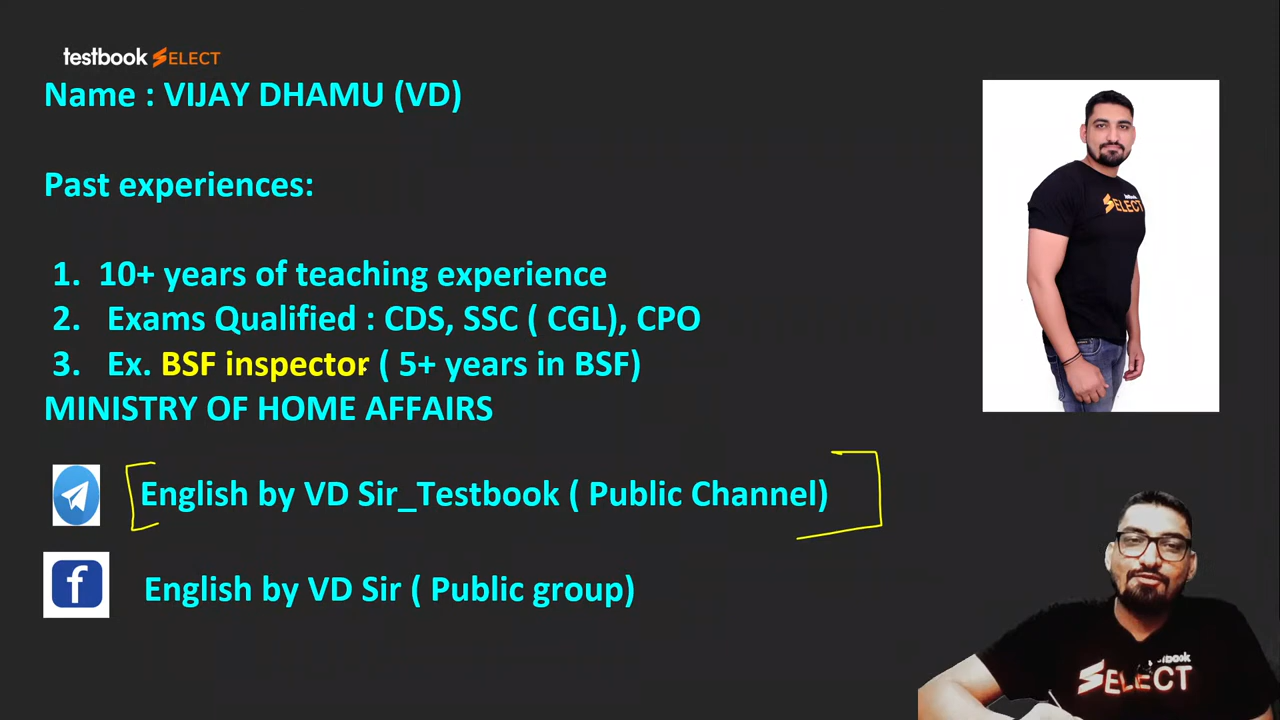 testbook SELECT
Name : VIJAY DHAMU (VD)
Past experiences:
1. 10+ years of teaching experience
2. Exams Qualified : CDS, SSC ( CGL), CPO
3. Ex. BSF inspector ( 5+ years in BSF)
MINISTRY OF HOME AFFAIRS
English by VD Sir_Testbook ( Public Channel)
f English by VD Sir ( Public group)
testbook
SELECT
SELECT